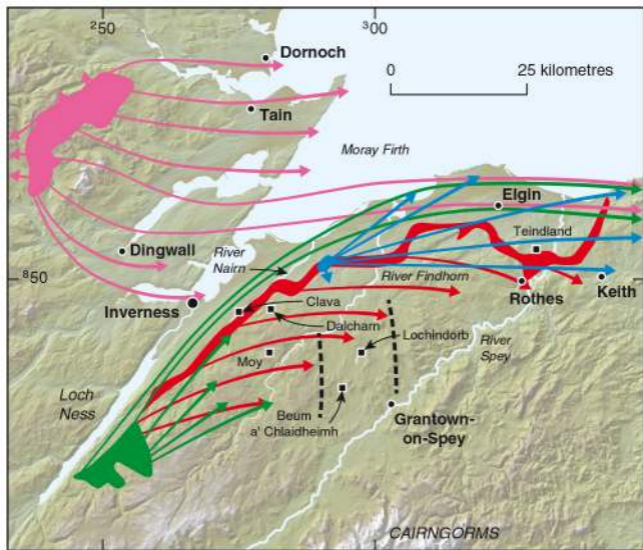 250
300
Dornoch
0
25 kilometres
Tain
Moray Firth
Elgin
Teindland
Dingwall
River
Nairn
850
River Findhorn
Inverness
Clava
Rothes
Keith
Dalcharn
Lochindorb
River
Spey
Moy
Loch
Ness
Beum
a' Chlaidheimh
Grantown-
on-Spey
CAIRNGORMS